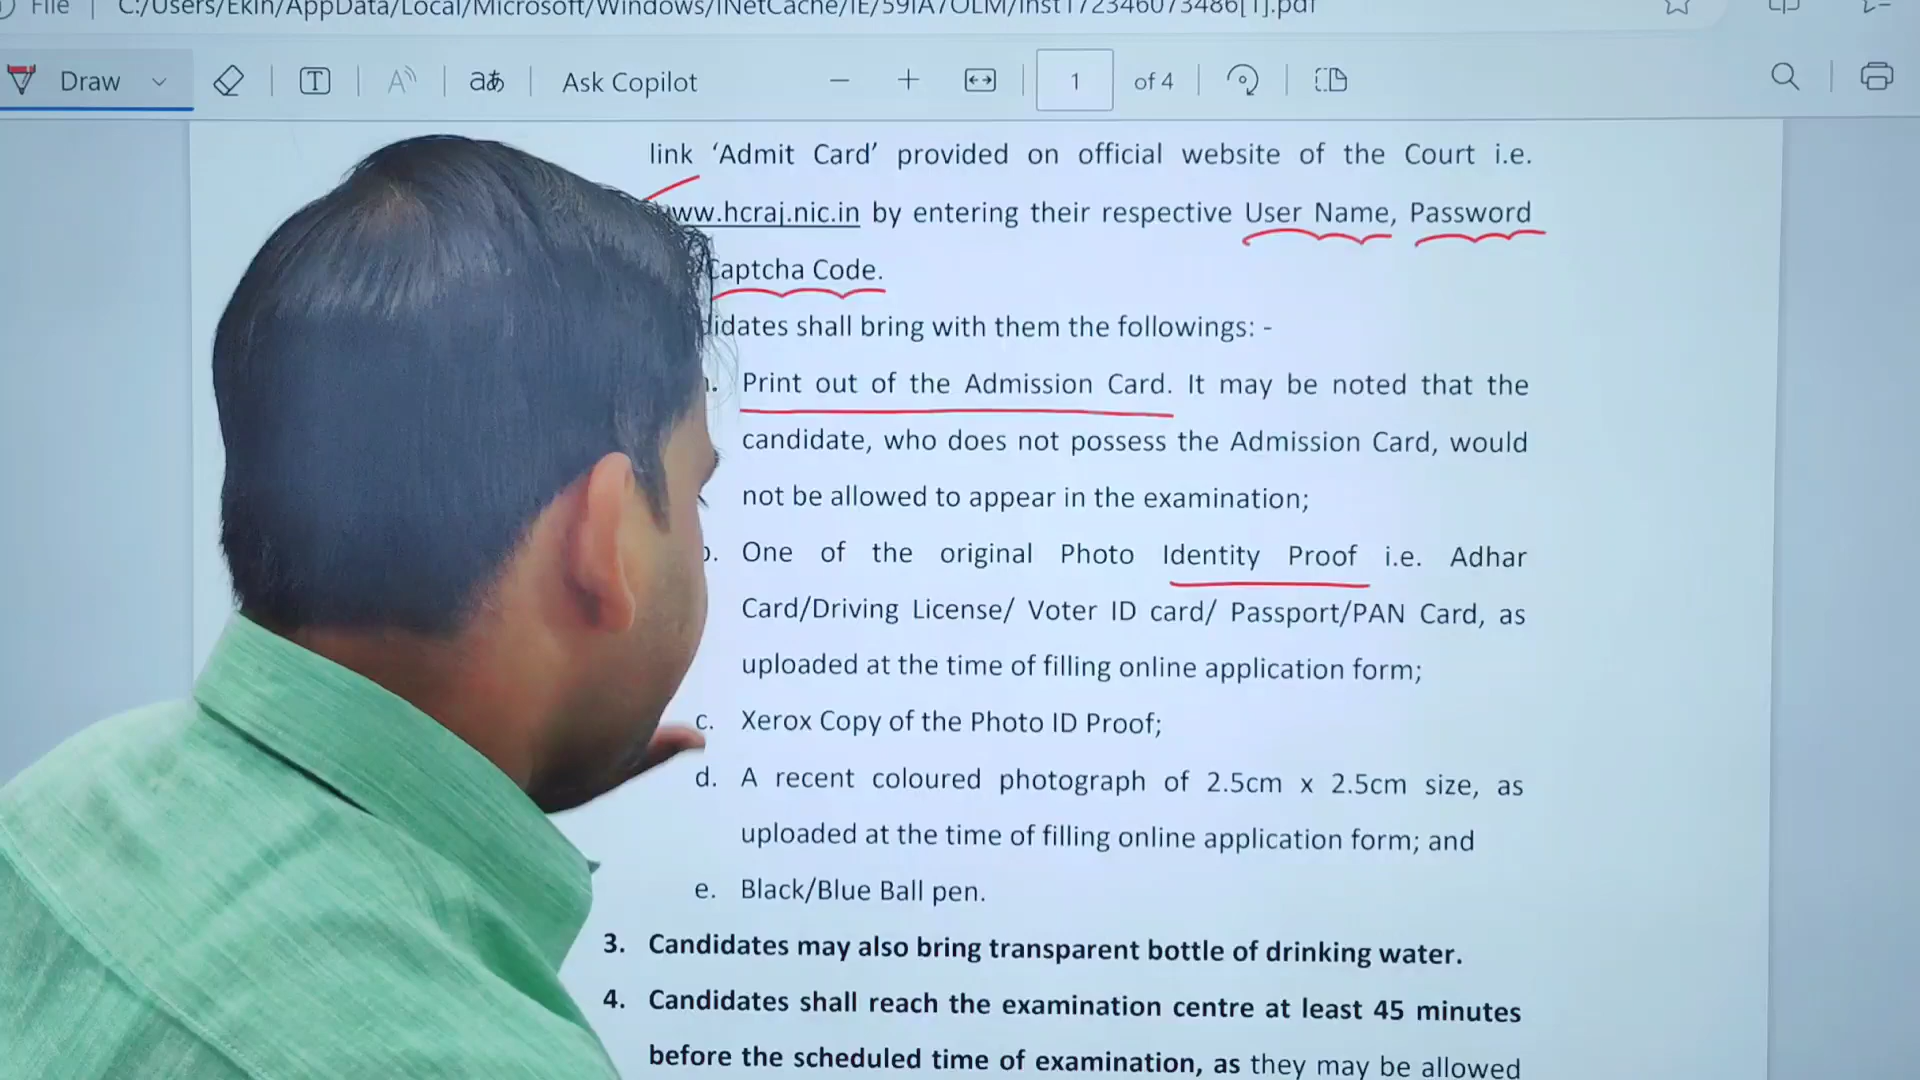 File | C:/Users/Ekin/AppData/Local/Microsoft/Windows/INetCache/IE/59IA7OLM/inst172346073486[1].pdf
Draw
T
A
aあ
Ask Copilot
1
of 4
link ‘Admit Card’ provided on official website of the Court i.e.
www.hcraj.nic.in by entering their respective User Name, Password
Captcha Code.
didates shall bring with them the followings: -
Print out of the Admission Card. It may be noted that the
candidate, who does not possess the Admission Card, would
not be allowed to appear in the examination;
b. One of the original Photo Identity Proof i.e. Adhar
Card/Driving License/ Voter ID card/ Passport/PAN Card, as
uploaded at the time of filling online application form;
c. Xerox Copy of the Photo ID Proof;
d. A recent coloured photograph of 2.5cm x 2.5cm size, as
uploaded at the time of filling online application form; and
e. Black/Blue Ball pen.
3. Candidates may also bring transparent bottle of drinking water.
4. Candidates shall reach the examination centre at least 45 minutes
before the scheduled time of examination, as they may be allowed